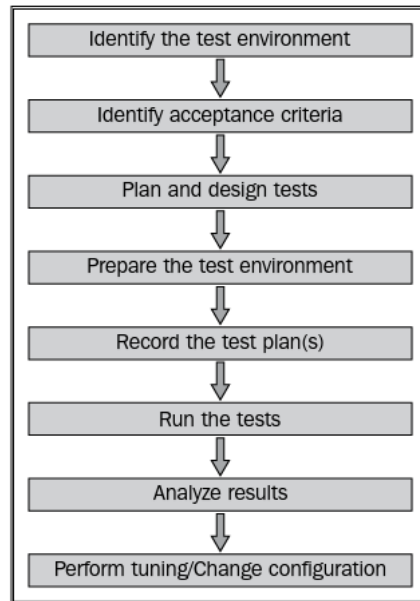 Identify the test environment
Identify acceptance criteria
Plan and design tests
Prepare the test environment
Record the test plan(s)
Run the tests
Analyze results
Perform tuning/Change configuration